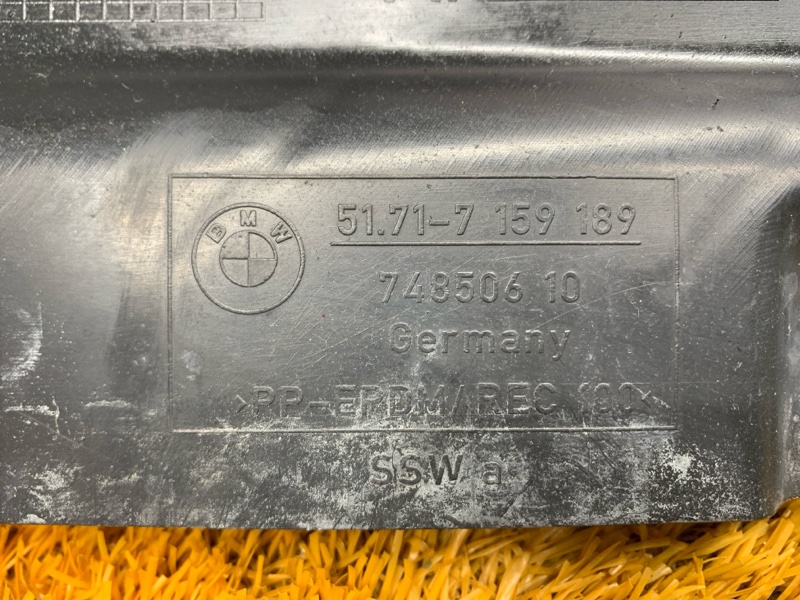 BMW
51.71-7 159 189
748506 10
Germany
>PP-EPDM/REC 100<
SSW a